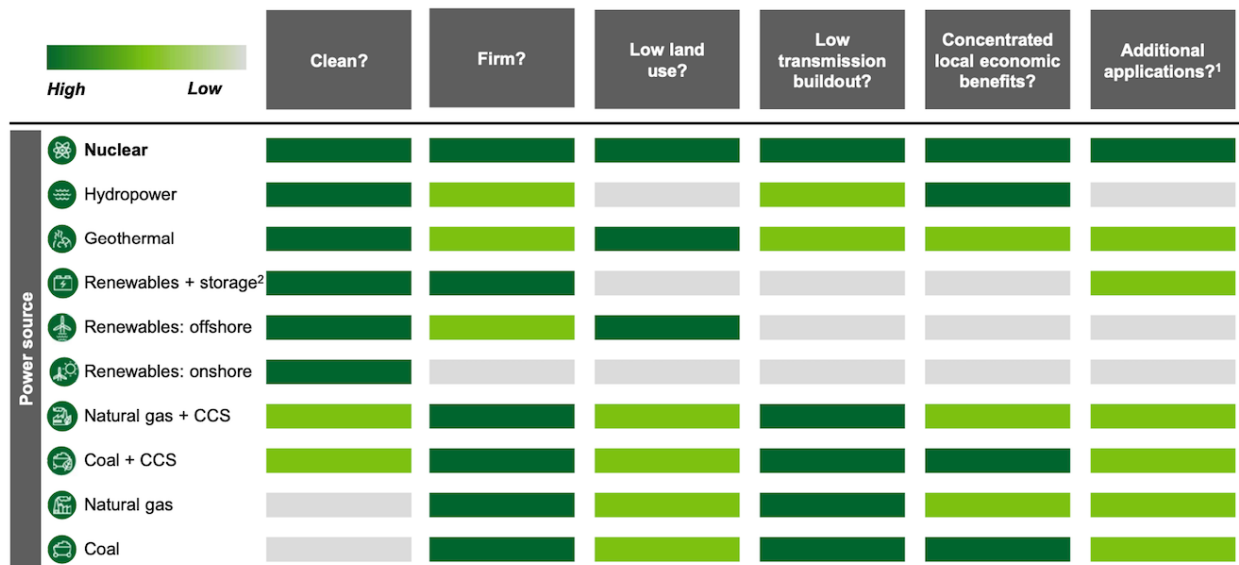 High
Low
Clean?
Firm?
Low land
use?
Low
transmission
buildout?
Concentrated
local economic
benefits?
Additional
applications?¹
Power source
Nuclear
Hydropower
Geothermal
Renewables + storage²
Renewables: offshore
Renewables: onshore
Natural gas + CCS
Coal + CCS
Natural gas
Coal